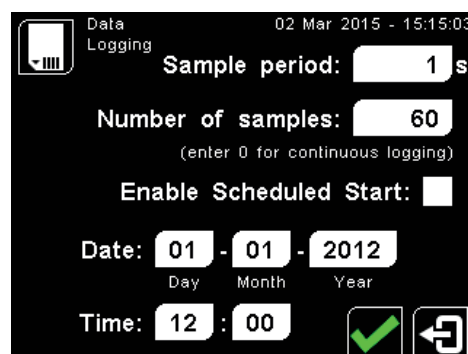 Data Logging
02 Mar 2015 - 15:15:03
Sample period: 1 s
Number of samples: 60
(enter 0 for continuous logging)
Enable Scheduled Start:
Date: 01 - 01 - 2012
Day Month Year
Time: 12 : 00